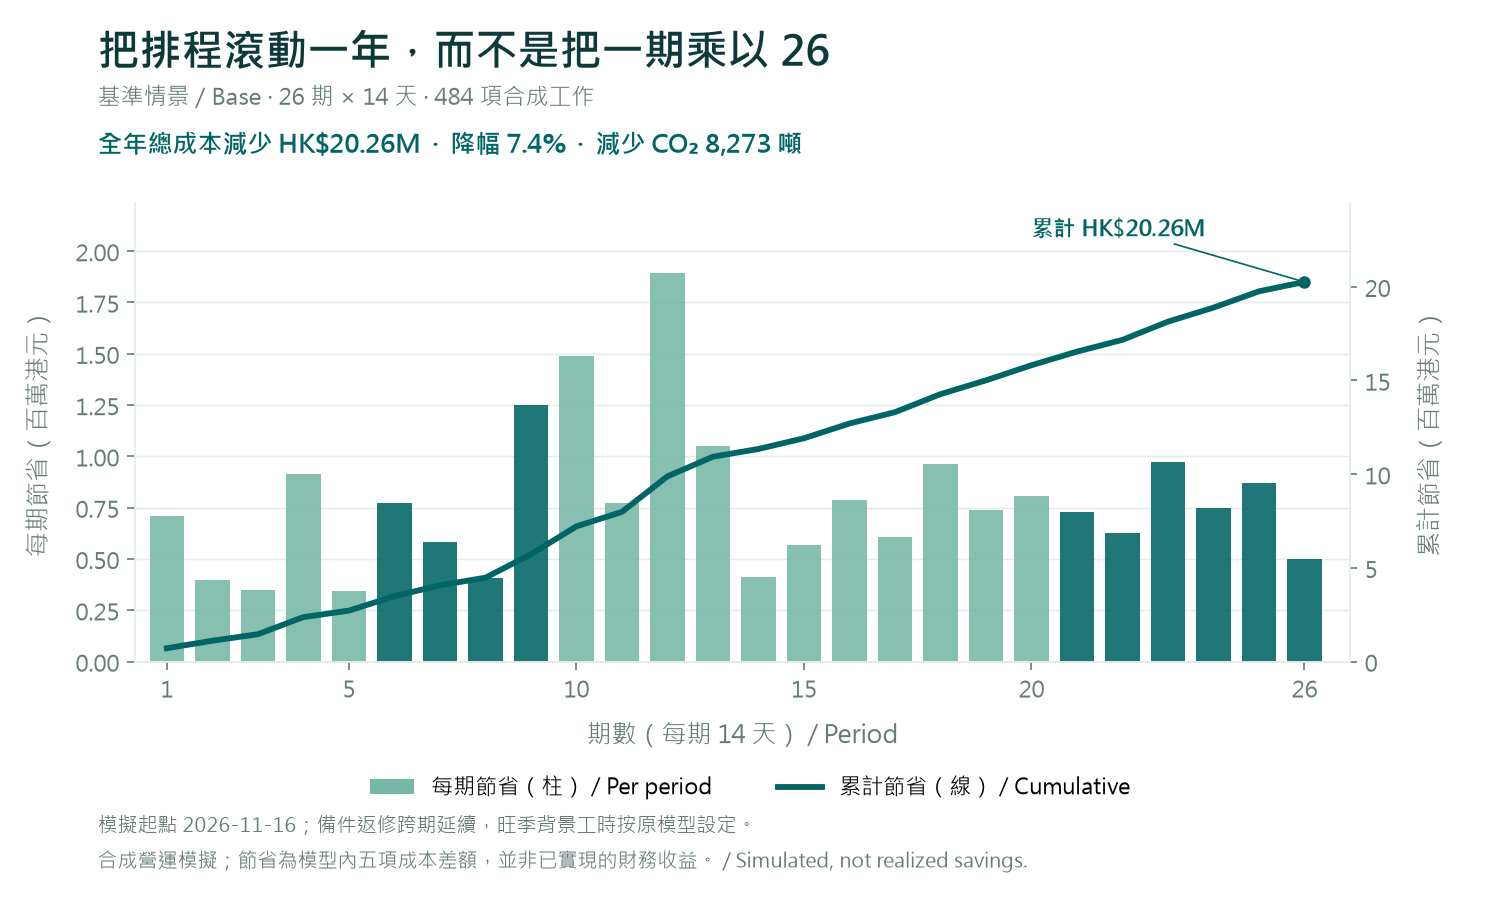 把排程滾動一年，而不是把一期乘以 26
基準情景 / Base · 26 期 × 14 天 · 484 項合成工作
全年總成本減少 HK$20.26M · 降幅 7.4% · 減少 CO₂ 8,273 噸
累計 HK$20.26M
每期節省（百萬港元）
2.00
1.75
1.50
1.25
1.00
0.75
0.50
0.25
0.00
20
15
10
5
0
累計節省（百萬港元）
1 5 10 15 20 26
期數（每期 14 天）/ Period
每期節省（柱）/ Per period
累計節省（線）/ Cumulative
模擬起點 2026-11-16；備件返修跨期延續，旺季背景工時按原模型設定。
合成營運模擬；節省為模型內五項成本差額，並非已實現的財務收益。/ Simulated, not realized savings.